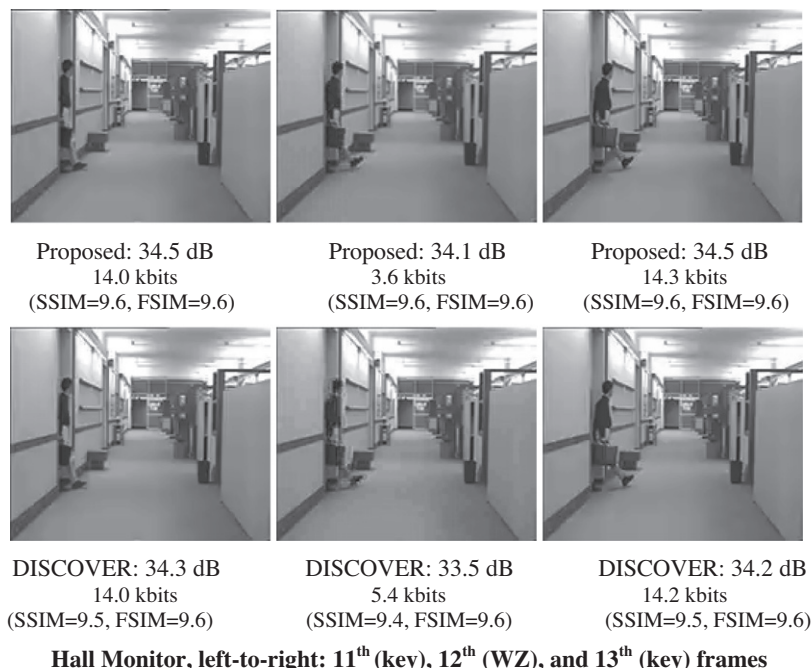 Proposed: 34.5 dB
14.0 kbits
(SSIM=9.6, FSIM=9.6)
Proposed: 34.1 dB
3.6 kbits
(SSIM=9.6, FSIM=9.6)
Proposed: 34.5 dB
14.3 kbits
(SSIM=9.6, FSIM=9.6)
DISCOVER: 34.3 dB
14.0 kbits
(SSIM=9.5, FSIM=9.6)
DISCOVER: 33.5 dB
5.4 kbits
(SSIM=9.4, FSIM=9.6)
DISCOVER: 34.2 dB
14.2 kbits
(SSIM=9.5, FSIM=9.6)
Hall Monitor, left-to-right: 11th (key), 12th (WZ), and 13th (key) frames